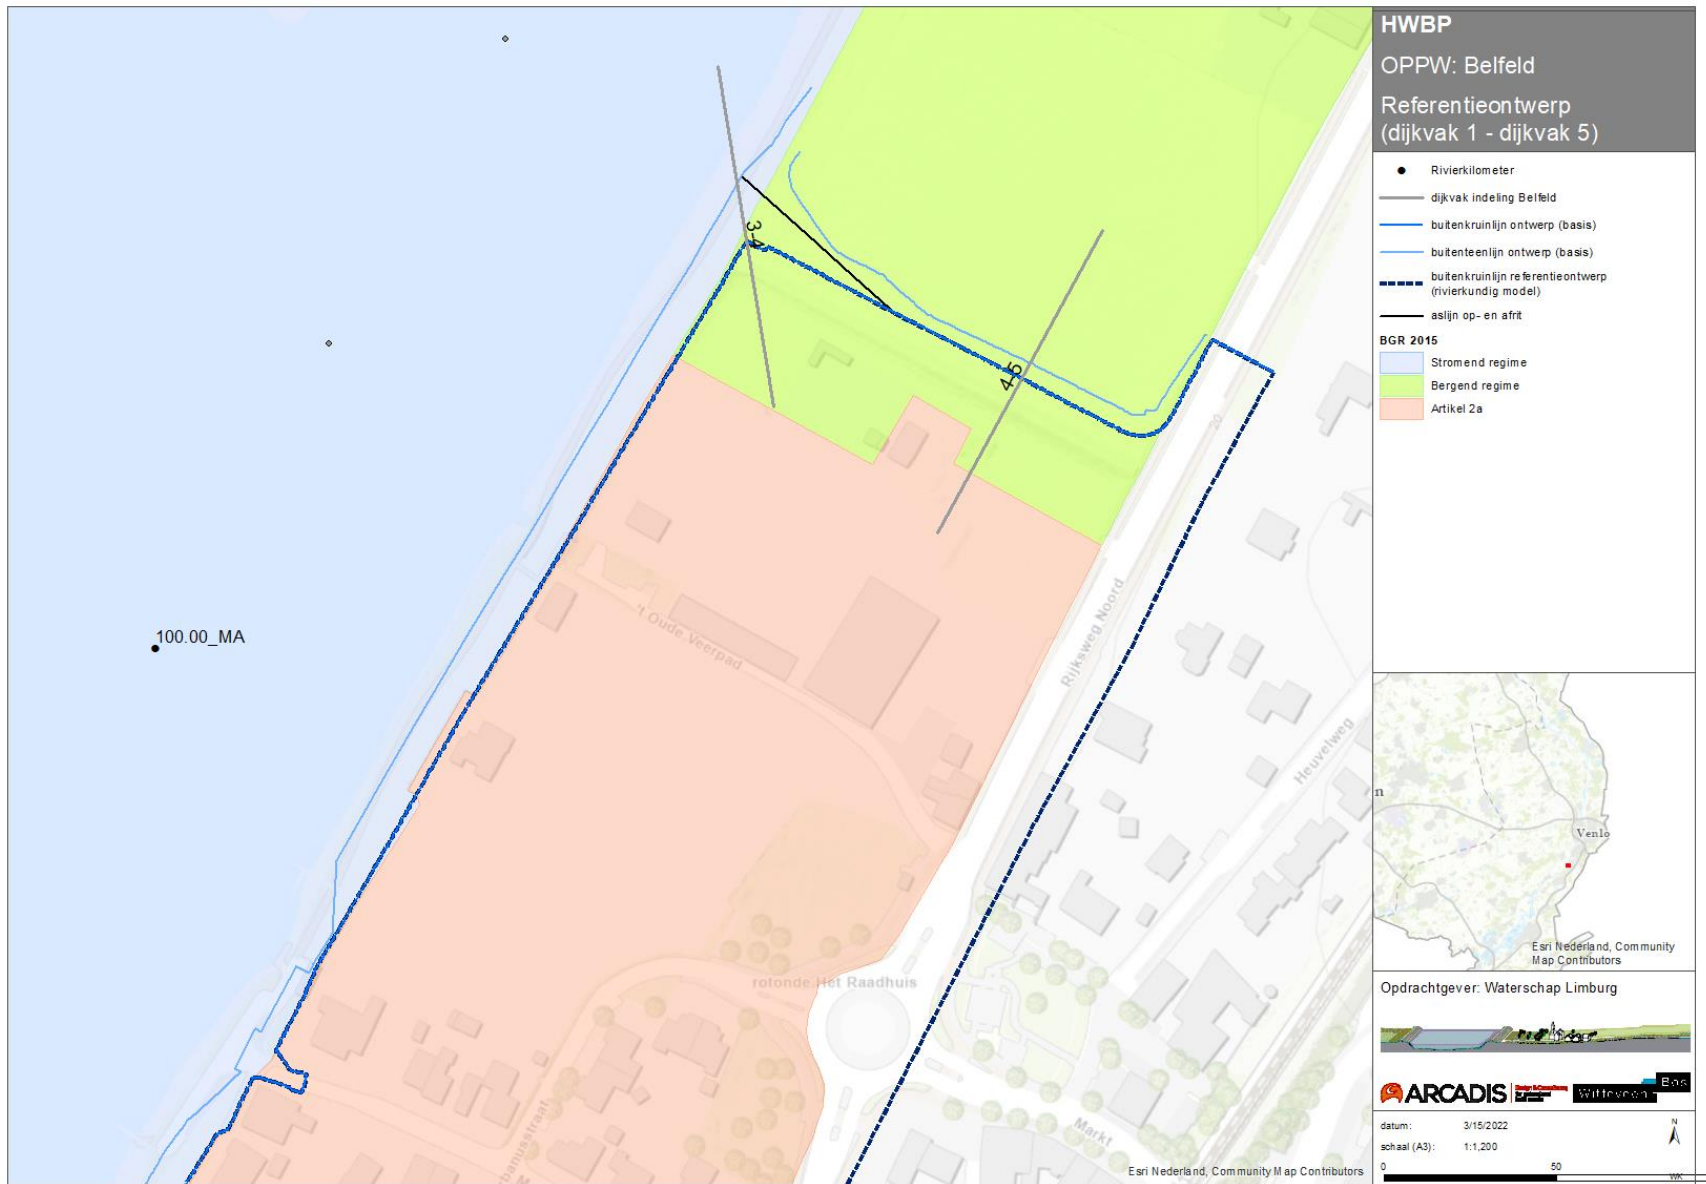 HWBP
OPPW: Belfeld
Referentieontwerp
(dijkvak 1 - dijkvak 5)
Rivierkilometer
dijkvak indeling Belfeld
buitenkruinlijn ontwerp (basis)
buitenteenlijn ontwerp (basis)
buitenkruinlijn referentieontwerp
(rivierkundig model)
aslijn op- en afrit
BGR 2015
Stromend regime
Bergend regime
Artikel 2a
3-4
4-5
20
100.00_MA
't Oude Veerpad
Rijksweg Noord
Heuvelweg
rotonde Het Raadhuis
Markt
banusstraat
Esri Nederland, Community Map Contributors
n
Venlo
Esri Nederland, Community
Map Contributors
Opdrachtgever: Waterschap Limburg
ARCADIS
Witteveen
Bos
datum: 3/15/2022
schaal (A3): 1:1,200
N
0 50
WK